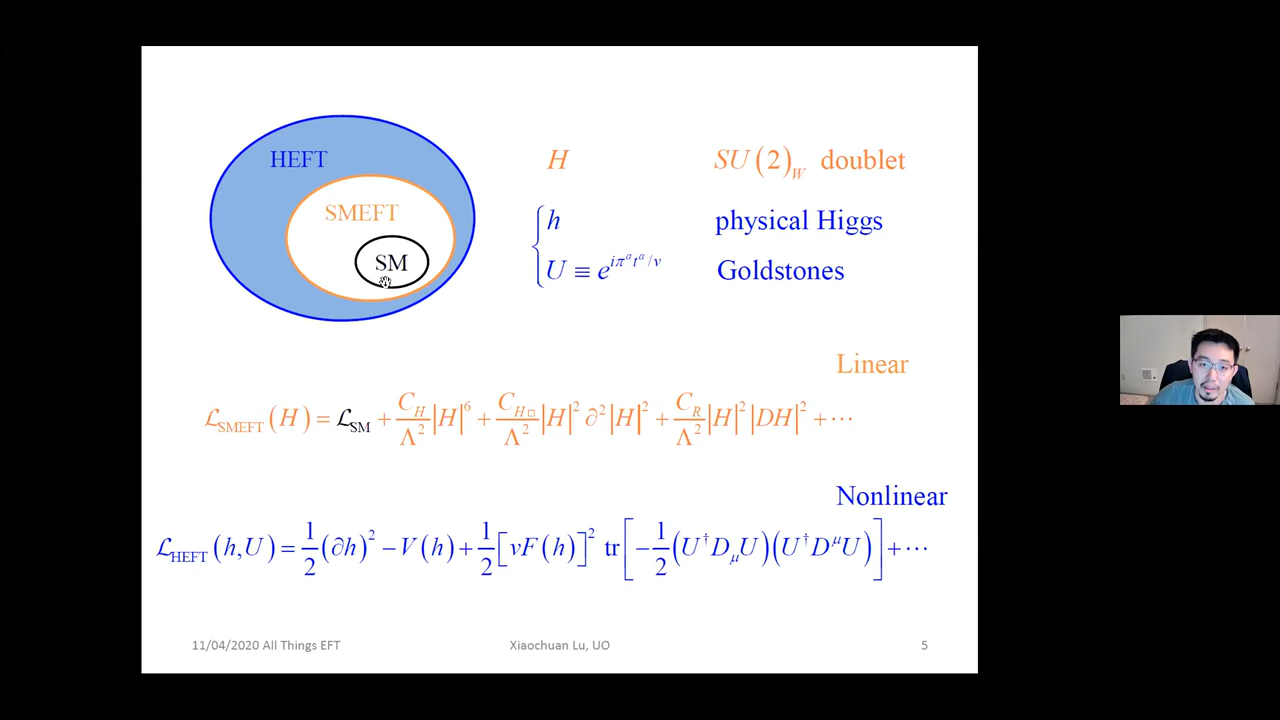 HEFT
SMEFT
SM
H SU(2)_W doublet
h physical Higgs
U ≡ e^{iπ^a t^a/v} Goldstones
Linear
ℒ_SMEFT(H) = ℒ_SM + C_H/Λ² |H|⁶ + C_{H□}/Λ² |H|² ∂² |H|² + C_R/Λ² |H|² |DH|² + ⋯
Nonlinear
ℒ_HEFT(h,U) = 1/2 (∂h)² − V(h) + 1/2 [vF(h)]² tr[−1/2 (U†D_μU)(U†D^μU)] + ⋯
11/04/2020 All Things EFT Xiaochuan Lu, UO 5